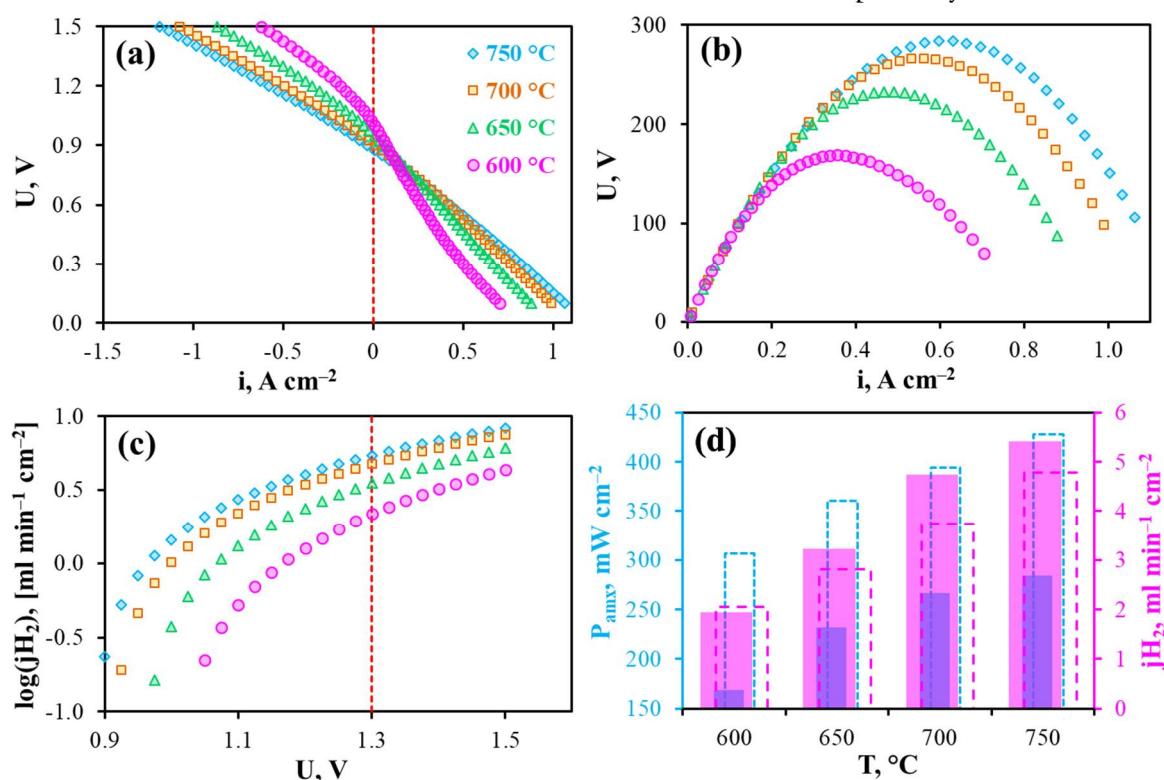 (a)
U, V
1.5
1.2
0.9
0.6
0.3
0.0
750 °C
700 °C
650 °C
600 °C
-1.5
-1
-0.5
0
0.5
1
i, A cm⁻²
(b)
U, V
300
200
100
0
0.0
0.2
0.4
0.6
0.8
1.0
i, A cm⁻²
(c)
log(jH₂), [ml min⁻¹ cm⁻²]
1.0
0.5
0.0
-0.5
-1.0
0.9
1.1
1.3
1.5
U, V
(d)
Pamx, mW cm⁻²
450
400
350
300
250
200
150
600
650
700
750
T, °C
6
5
4
3
2
1
0
jH₂, ml min⁻¹ cm⁻²